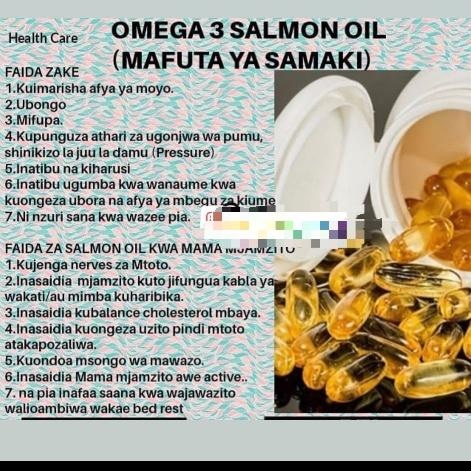 Health Care
OMEGA 3 SALMON OIL
(MAFUTA YA SAMAKI)
FAIDA ZAKE
1.Kuimarisha afya ya moyo.
2.Ubongo
3.Mifupa.
4.Kupunguza athari za ugonjwa wa pumu,
shinikizo la juu la damu (Pressure)
5.Inatibu na kiharusi
6.Inatibu ugumba kwa wanaume kwa
kuongeza ubora na afya ya mbegu za kiume
7.Ni nzuri sana kwa wazee pia.
FAIDA ZA SALMON OIL KWA MAMA MJAMZITO
1.Kujenga nerves za Mtoto.
2.Inasaidia mjamzito kuto jifungua kabla ya
wakati/au mimba kuharibika.
3.Inasaidia kubalance cholesterol mbaya.
4.Inasaidia kuongeza uzito pindi mtoto
atakapozaliwa.
5.Kuondoa msongo wa mawazo.
6.Inasaidia Mama mjamzito awe active..
7. na pia inafaa saana kwa wajawazito
walioambiwa wakae bed rest